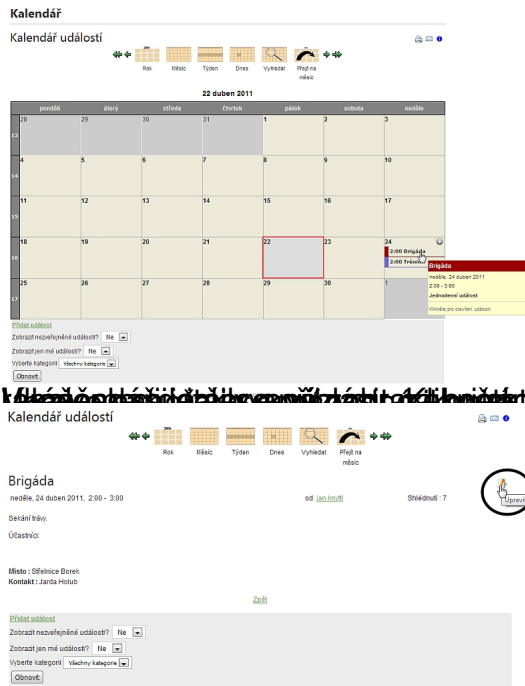 Kalendář
Kalendář událostí
Rok Měsíc Týden Dnes Vyhledat Přejít na měsíc
22 duben 2011
pondělí úterý středa čtvrtek pátek sobota neděle
13 28 29 30 31 1 2 3
14 4 5 6 7 8 9 10
15 11 12 13 14 15 16 17
16 18 19 20 21 22 23 24
2:00 Brigáda
2:00 Trénin
Brigáda
neděle, 24 duben 2011
2:00 - 3:00
Jednodenní událost
Klikněte pro otevření události
17 25 26 27 28 29 30 1
Přidat událost
Zobrazit nezveřejněné událostí? Ne
Zobrazit jen mé událostí? Ne
Vyberte kategorii Všechny kategorie
Obnovit
Kalendář událostí
Rok Měsíc Týden Dnes Vyhledat Přejít na měsíc
Brigáda
neděle, 24 duben 2011, 2:00 - 3:00 od jan knytl Shlédnutí : 7
Upravit
Sekání trávy.
Účastníci:
Místo : Střelnice Borek
Kontakt : Jarda Holub
Zpět
Přidat událost
Zobrazit nezveřejněné událostí? Ne
Zobrazit jen mé událostí? Ne
Vyberte kategorii Všechny kategorie
Obnovit